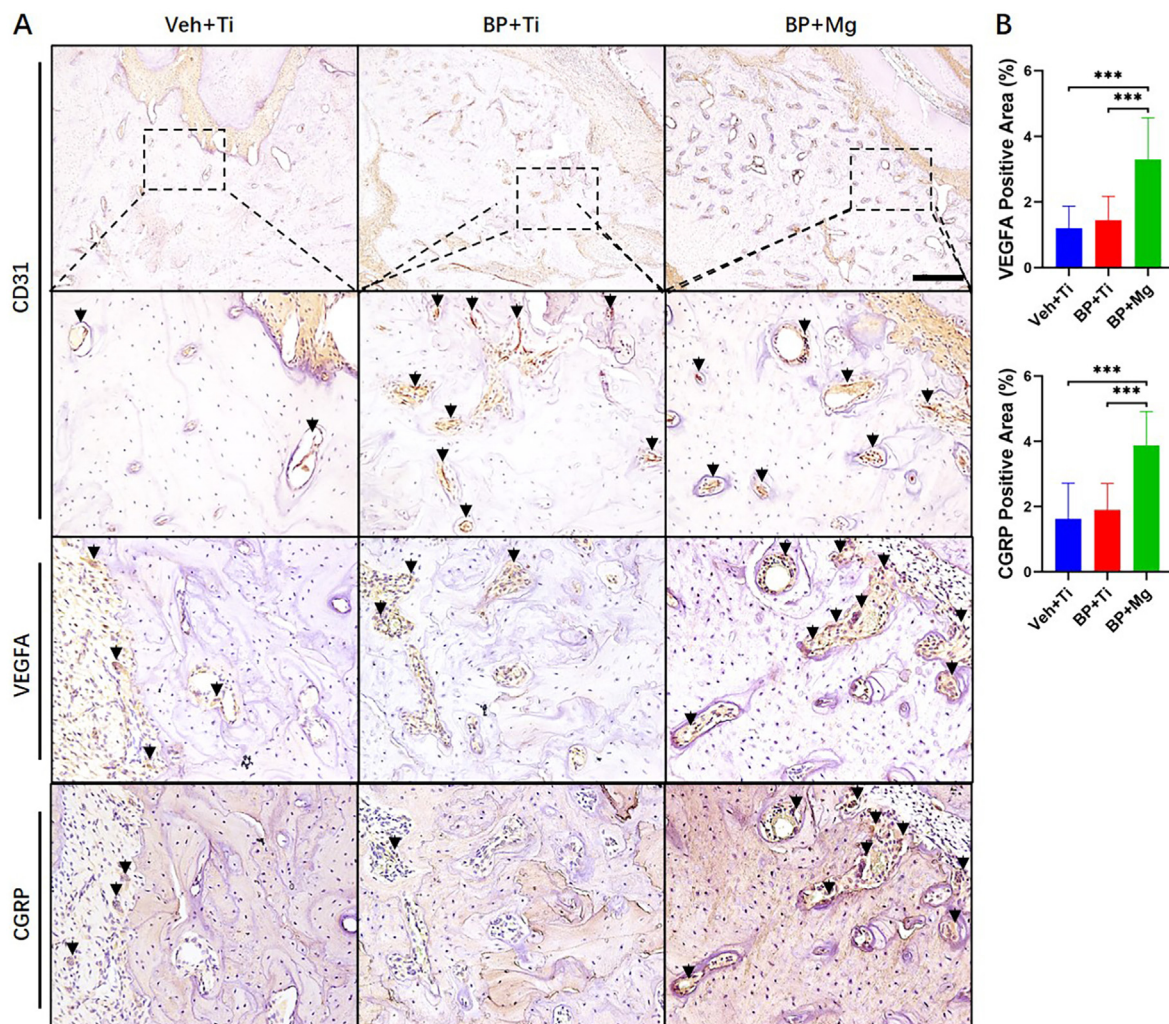 A
Veh+Ti
BP+Ti
BP+Mg
CD31
VEGFA
CGRP
B
VEGFA Positive Area (%)
6
4
2
0
***
***
Veh+Ti
BP+Ti
BP+Mg
CGRP Positive Area (%)
6
4
2
0
***
***
Veh+Ti
BP+Ti
BP+Mg